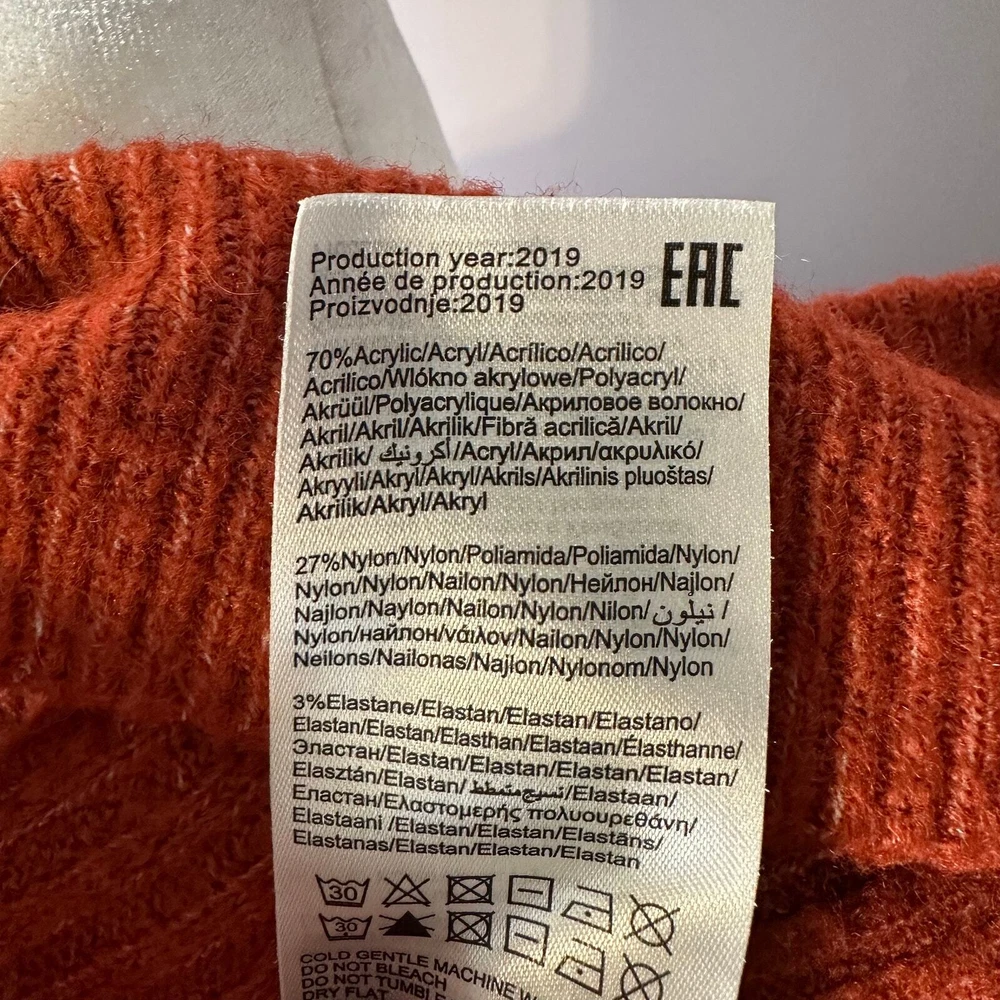 Production year:2019
Année de production:2019
Proizvodnje:2019
EAC
70%Acrylic/Acryl/Acrílico/Acrilico/
Acrilico/Wlókno akrylowe/Polyacryl/
Akrüül/Polyacrylique/Акриловое волокно/
Akril/Akril/Akrilik/Fibră acrilică/Akril/
Akrilik/ أكرونيك/Acryl/Акрил/ακρυλικό/
Akryyli/Akryl/Akryl/Akrils/Akrilinis pluoštas/
Akrilik/Akryl/Akryl
27%Nylon/Nylon/Poliamida/Poliamida/Nylon/
Nylon/Nylon/Nailon/Nylon/Нейлон/Najlon/
Najlon/Naylon/Nailon/Nylon/Nilon/ نيلون /
Nylon/найлон/νάιλον/Nailon/Nylon/Nylon/
Neilons/Nailonas/Najlon/Nylonom/Nylon
3%Elastane/Elastan/Elastan/Elastano/
Elastan/Elastan/Elasthan/Elastaan/Élasthanne/
Эластан/Elastan/Elastan/Elastan/Elastan/
Elasztán/Elastan/ نسيج متمطط/Elastaan/
Еластан/Ελαστομερής πολυουρεθάνη/
Elastaani /Elastan/Elastan/Elastāns/
Elastanas/Elastan/Elastan/Elastan
30
30
COLD GENTLE MACHINE
DO NOT BLEACH
DO NOT TUMBLE
DRY FLAT